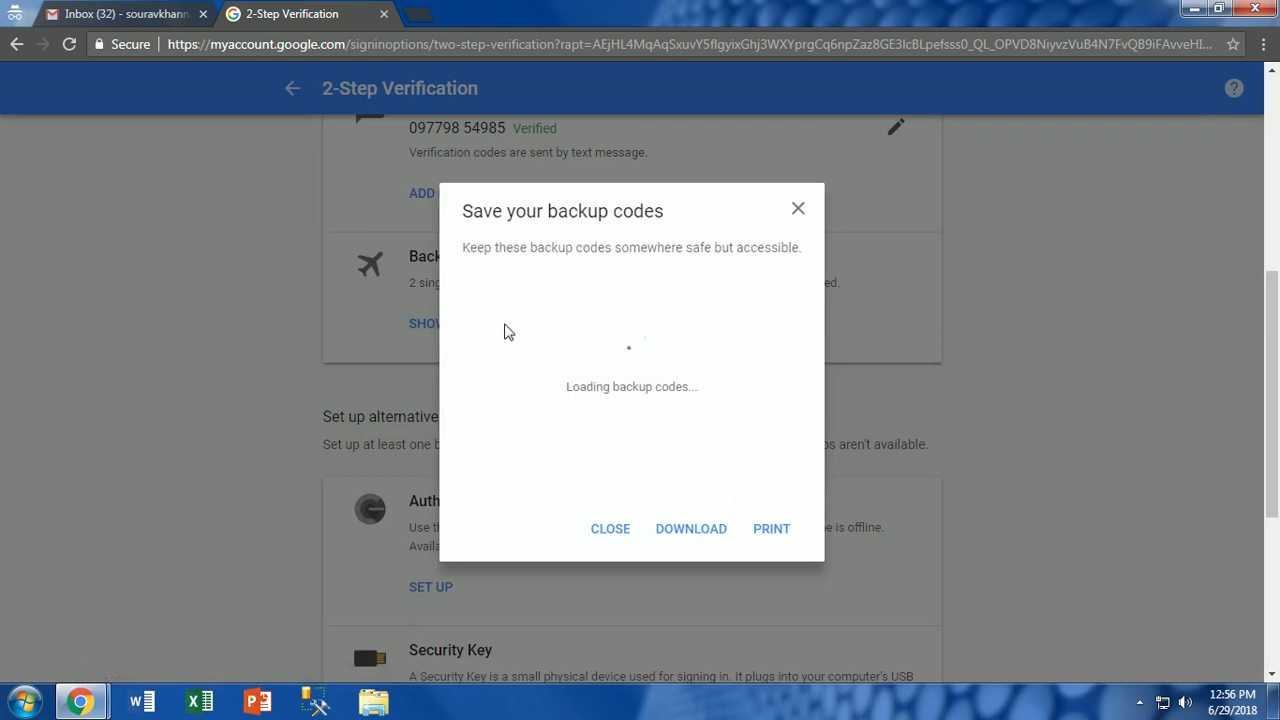 Inbox (32) - souravkhann
2-Step Verification
Secure
https://myaccount.google.com/signinoptions/two-step-verification?rapt=
2-Step Verification
097798 54985 Verified
Verification codes are sent by text message.
ADD
Save your backup codes
Keep these backup codes somewhere safe but accessible.
Back
2 sing
ed.
SHOW
Loading backup codes...
Set up alternative
Set up at least one b
ps aren't available.
Auth
Use th
ne is offline.
Availa
CLOSE DOWNLOAD PRINT
SET UP
Security Key
A Security Key is a small physical device used for signing in. It plugs into your computer's USB
12:56 PM
6/29/2018